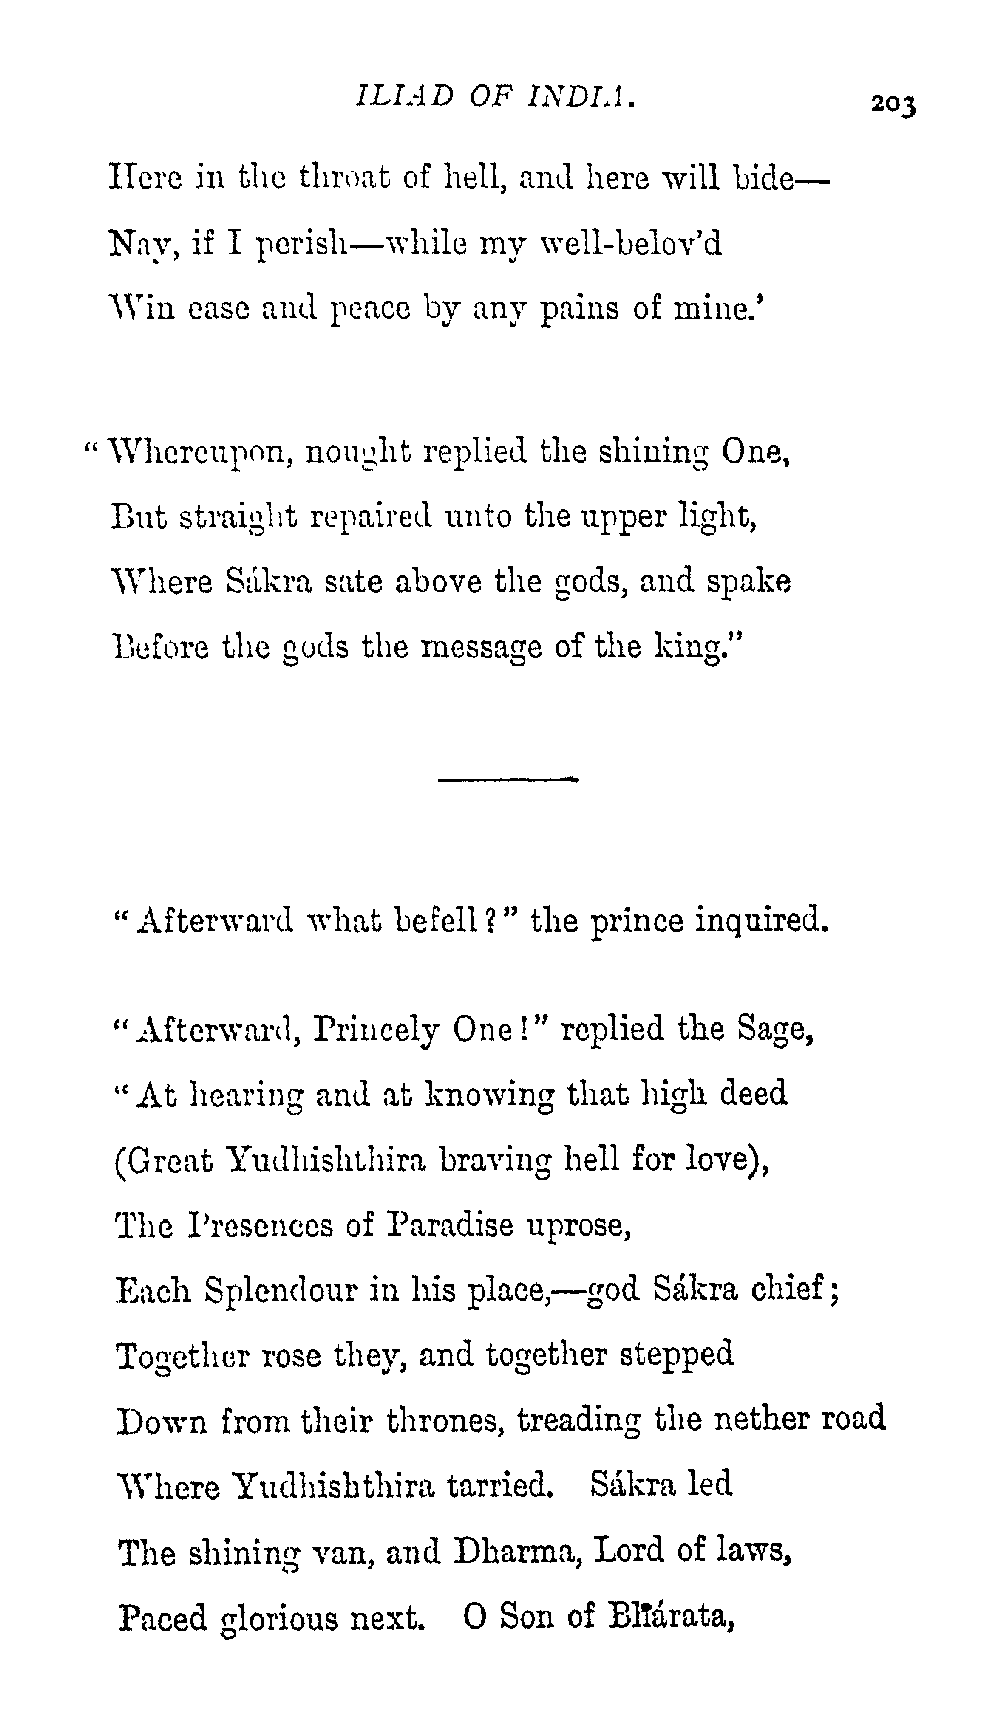 ILIAD OF INDIA. 203
Here in the throat of hell, and here will bide—
Nay, if I perish—while my well-belov'd
Win ease and peace by any pains of mine.'
"Whereupon, nought replied the shining One,
But straight repaired unto the upper light,
Where Sákra sate above the gods, and spake
Before the gods the message of the king."
"Afterward what befell?" the prince inquired.
"Afterward, Princely One!" replied the Sage,
"At hearing and at knowing that high deed
(Great Yudhishthira braving hell for love),
The Presences of Paradise uprose,
Each Splendour in his place,—god Sákra chief;
Together rose they, and together stepped
Down from their thrones, treading the nether road
Where Yudhishthira tarried. Sákra led
The shining van, and Dharma, Lord of laws,
Paced glorious next. O Son of Bhárata,